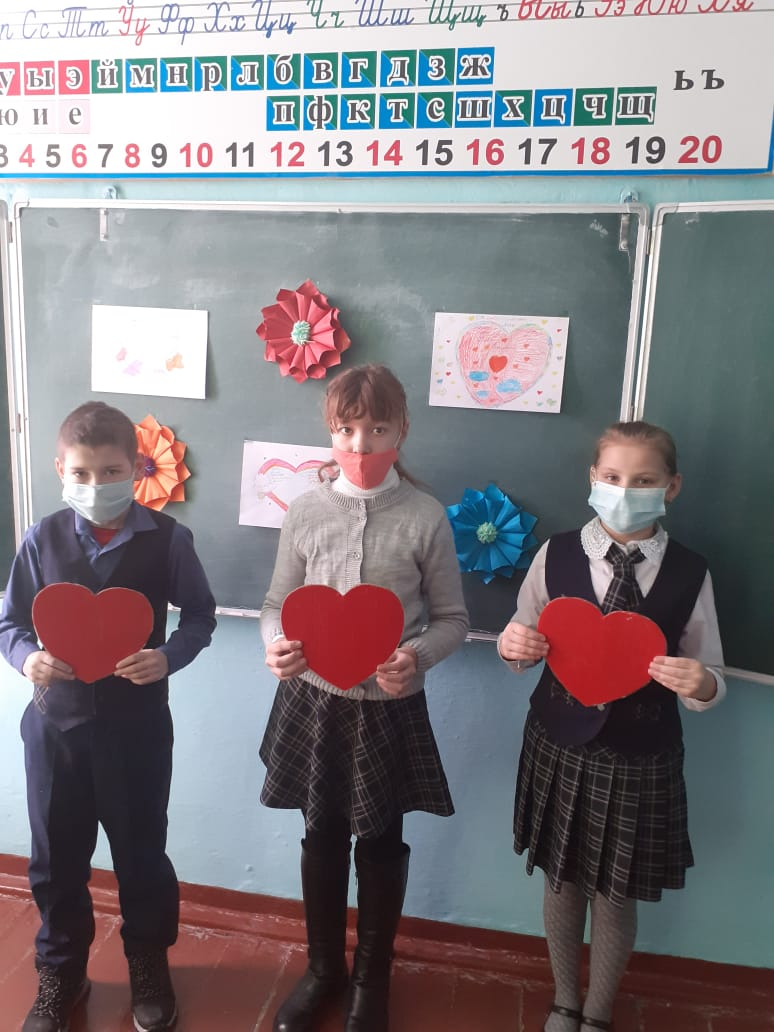 Сс Тт Уу Фф Хх Цц Чч Шш Щщ ъ ы ь Ээ Юю Яя
у ы э й м н р л б в г д з ж
ю и е п ф к т с ш х ц ч щ ь ъ
3 4 5 6 7 8 9 10 11 12 13 14 15 16 17 18 19 20